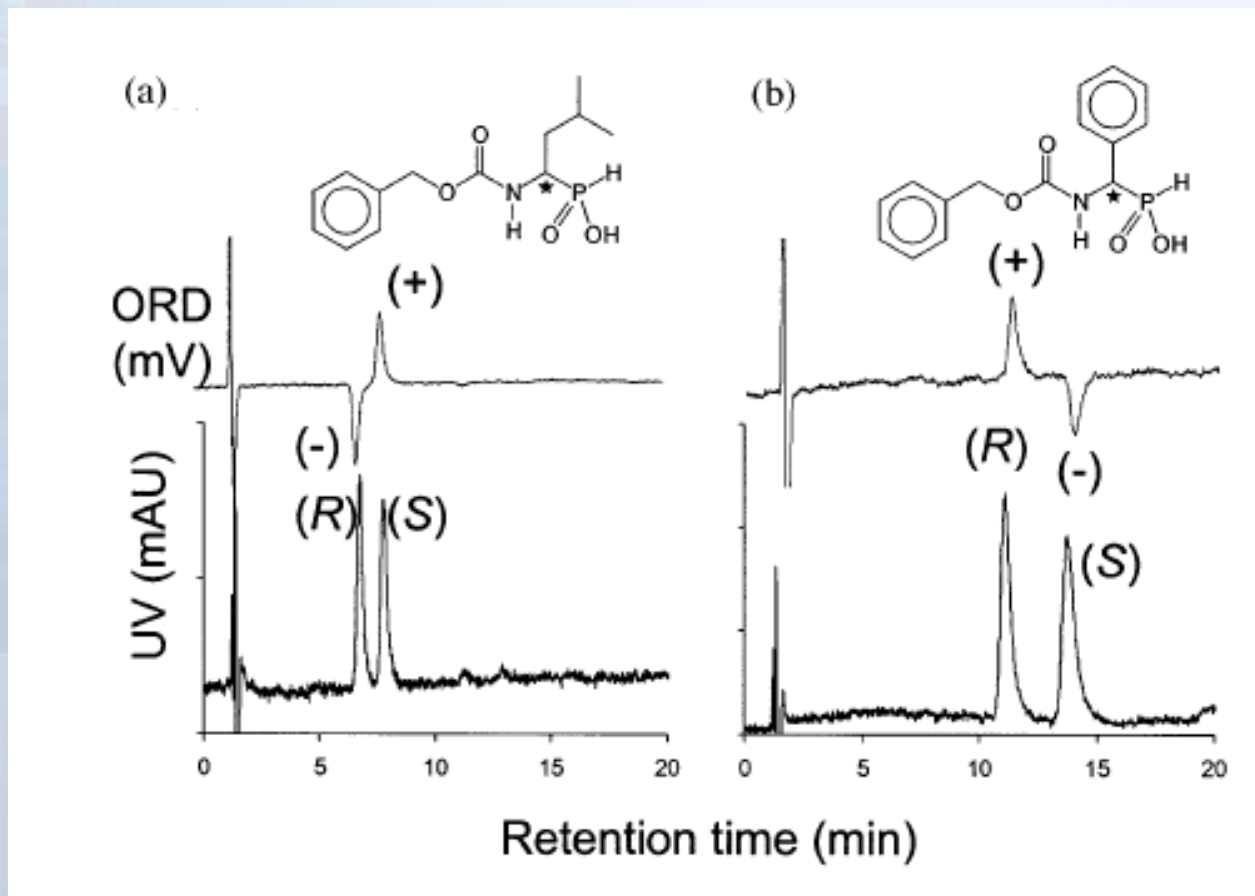 (a)
(b)
O
O
N
H
P
H
O
OH
O
O
N
H
P
H
O
OH
ORD
(mV)
(+)
(-)
(R)
(S)
(+)
(R)
(-)
(S)
UV (mAU)
0 5 10 15 20
0 5 10 15 20
Retention time (min)